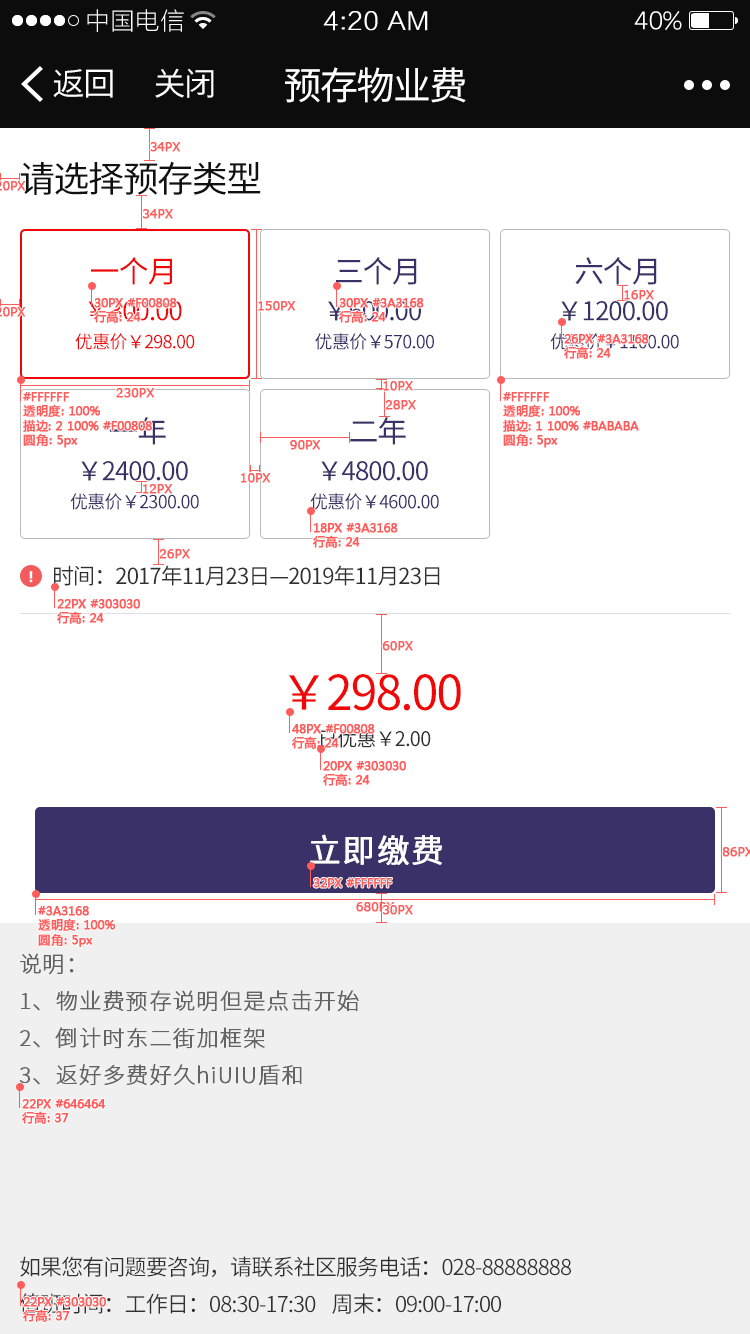 中国电信 4:20 AM 40%
返回 关闭 预存物业费
34PX
请选择预存类型
20PX
34PX
一个月 三个月 六个月
16PX
30PX #F00808 30PX #3A3168
行高: 24 行高: 24
150PX
20PX
¥1200.00
优惠价¥298.00 优惠价¥570.00
26PX #3A3168
行高: 24
10PX
230PX
#FFFFFF
透明度: 100%
描边: 2 100% #F00808
圆角: 5px
#FFFFFF
透明度: 100%
描边: 1 100% #BABABA
圆角: 5px
28PX
一年 二年
90PX
¥2400.00 ¥4800.00
10PX
12PX
优惠价¥2300.00 优惠价¥4600.00
18PX #3A3168
行高: 24
26PX
时间：2017年11月23日—2019年11月23日
22PX #303030
行高: 24
60PX
¥298.00
48PX #F00808
行高: 24
已优惠¥2.00
20PX #303030
行高: 24
立即缴费
32PX #FFFFFF
86PX
680PX
30PX
#3A3168
透明度: 100%
圆角: 5px
说明：
1、物业费预存说明但是点击开始
2、倒计时东二街加框架
3、返好多费好久hiUIU盾和
22PX #646464
行高: 37
如果您有问题要咨询，请联系社区服务电话：028-88888888
时间：工作日：08:30-17:30 周末：09:00-17:00
22PX #303030
行高: 37